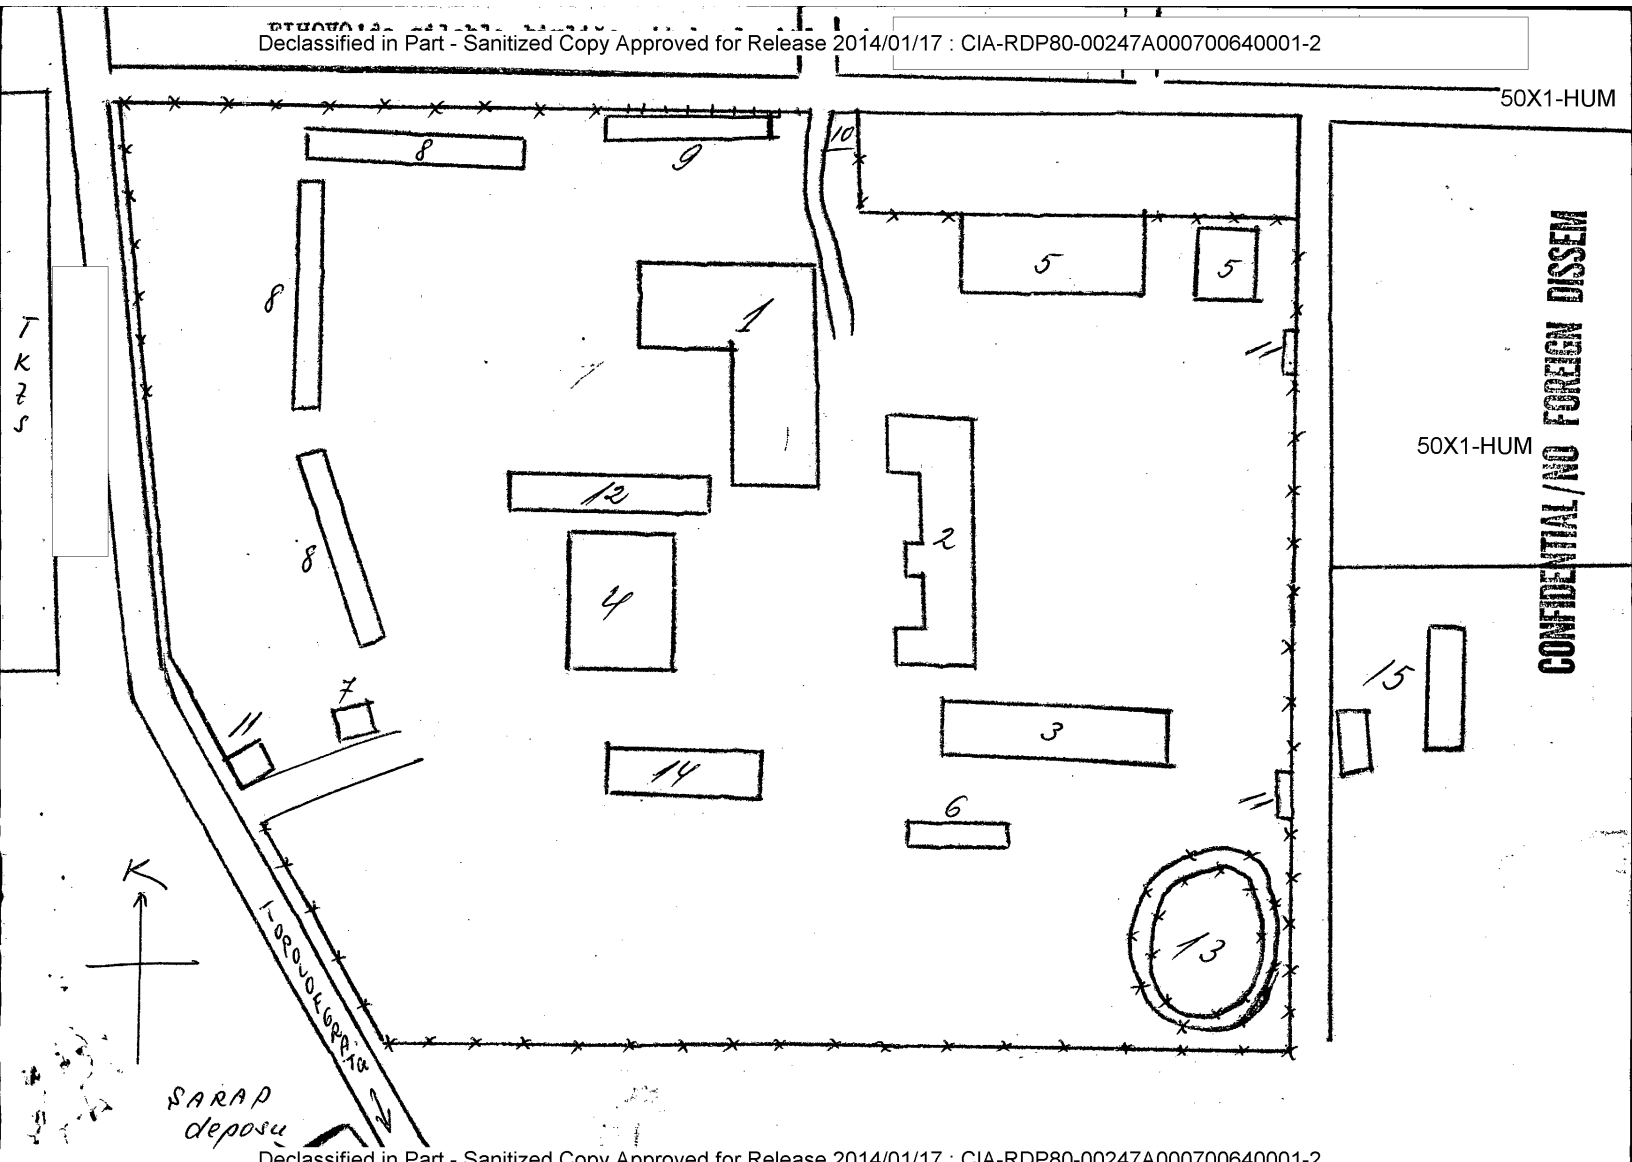 Declassified in Part - Sanitized Copy Approved for Release 2014/01/17 : CIA-RDP80-00247A000700640001-2
50X1-HUM
8
9
10
5
5
1
8
11
TKZS
CONFIDENTIAL/NO FOREIGN DISSEM
50X1-HUM
12
2
8
4
15
7
11
3
14
11
6
K
13
ŞARAP
deposu
Declassified in Part - Sanitized Copy Approved for Release 2014/01/17 : CIA-RDP80-00247A000700640001-2